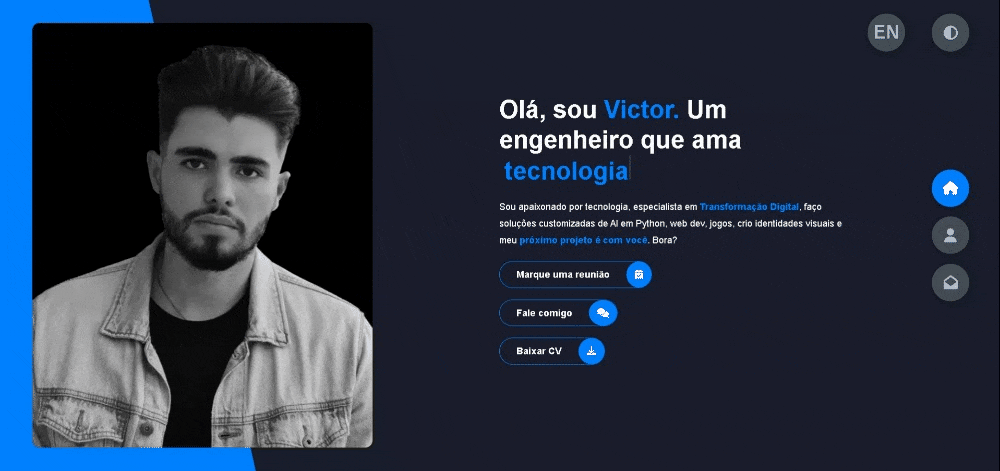 EN
Olá, sou Victor. Um
engenheiro que ama
tecnologia
Sou apaixonado por tecnologia, especialista em Transformação Digital, faço
soluções customizadas de AI em Python, web dev, jogos, crio identidades visuais e
meu próximo projeto é com você. Bora?
Marque uma reunião
Fale comigo
Baixar CV